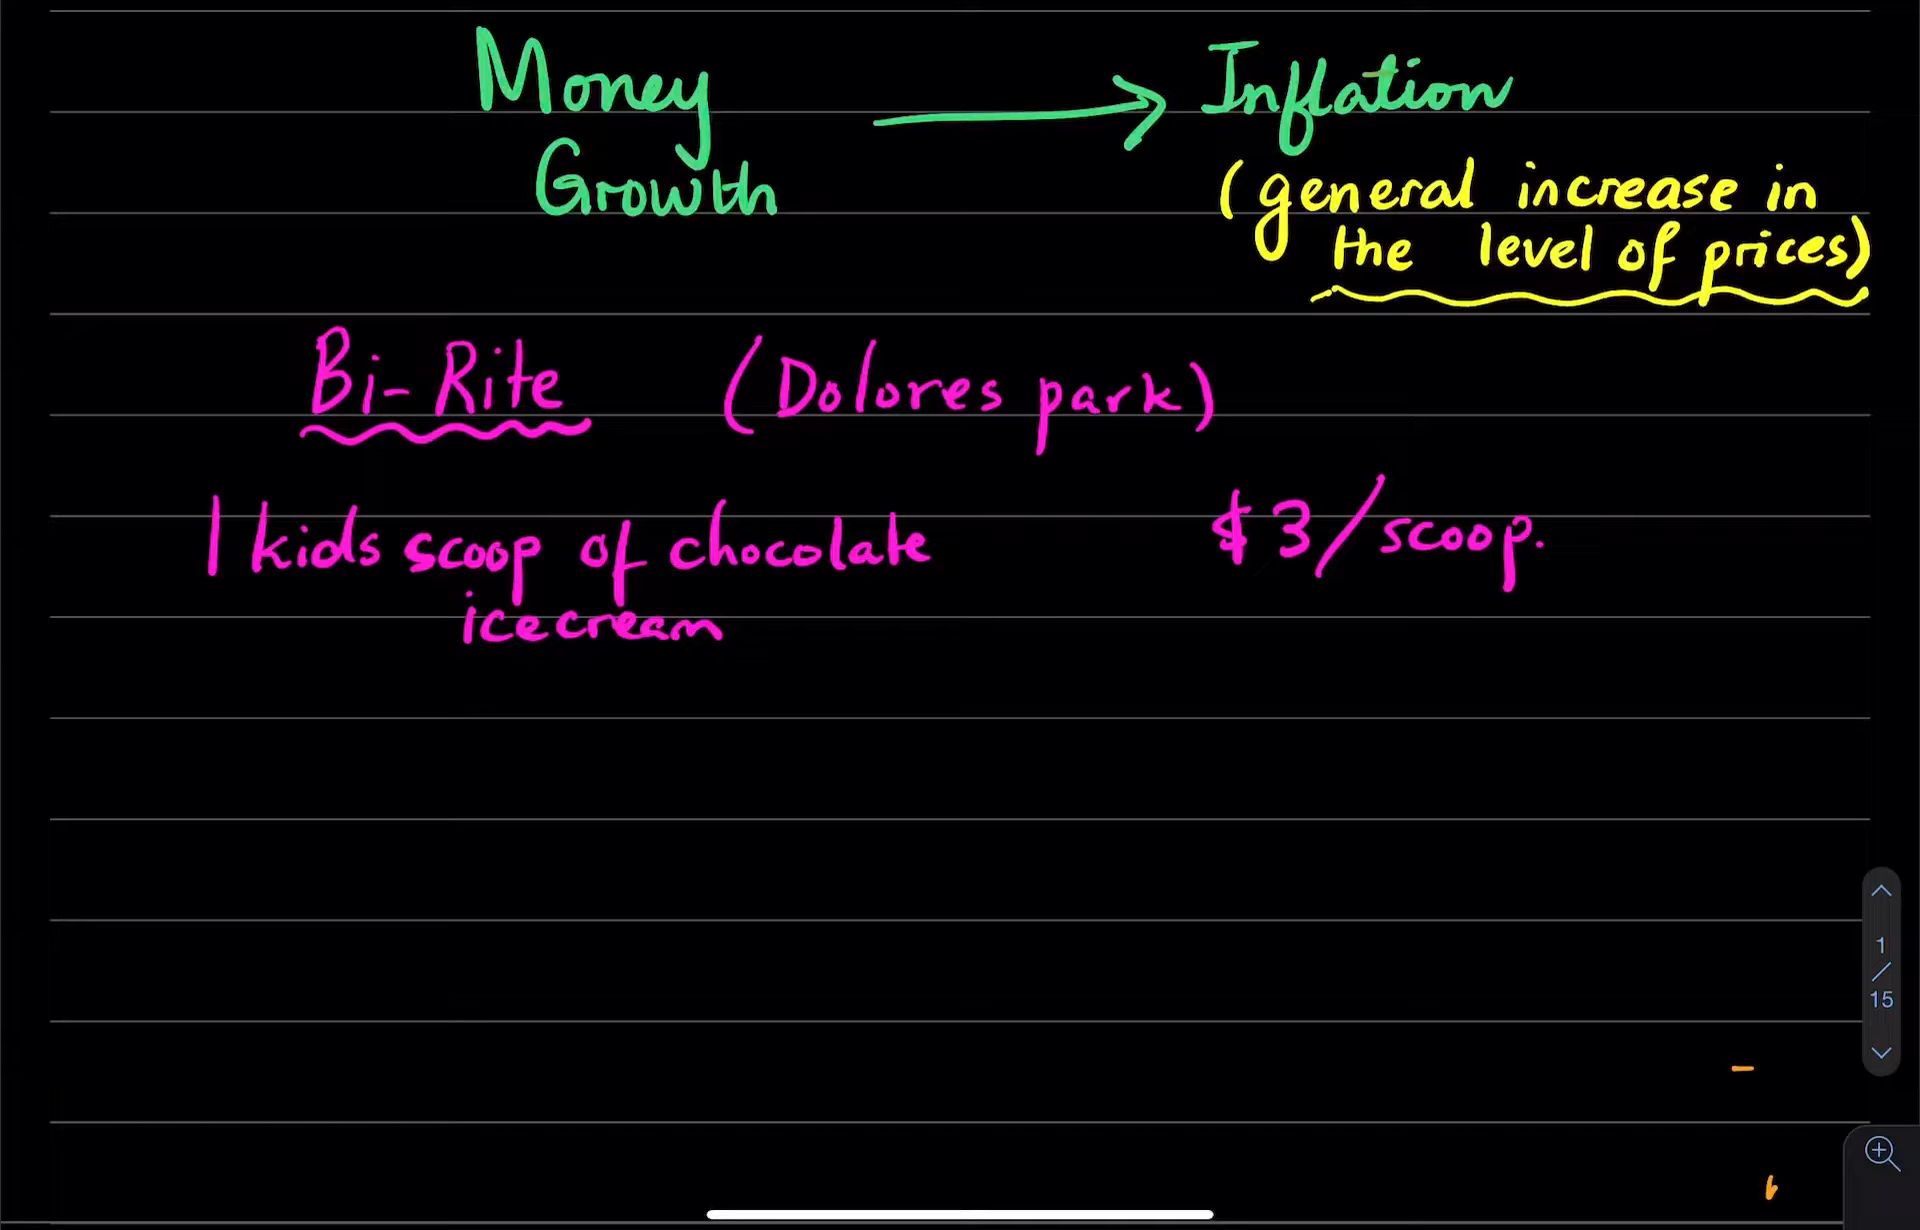 Money → Inflation
Growth
(general increase in
the level of prices)
Bi-Rite (Dolores park)
1 kids scoop of chocolate $3/scoop.
icecream
1
/
15